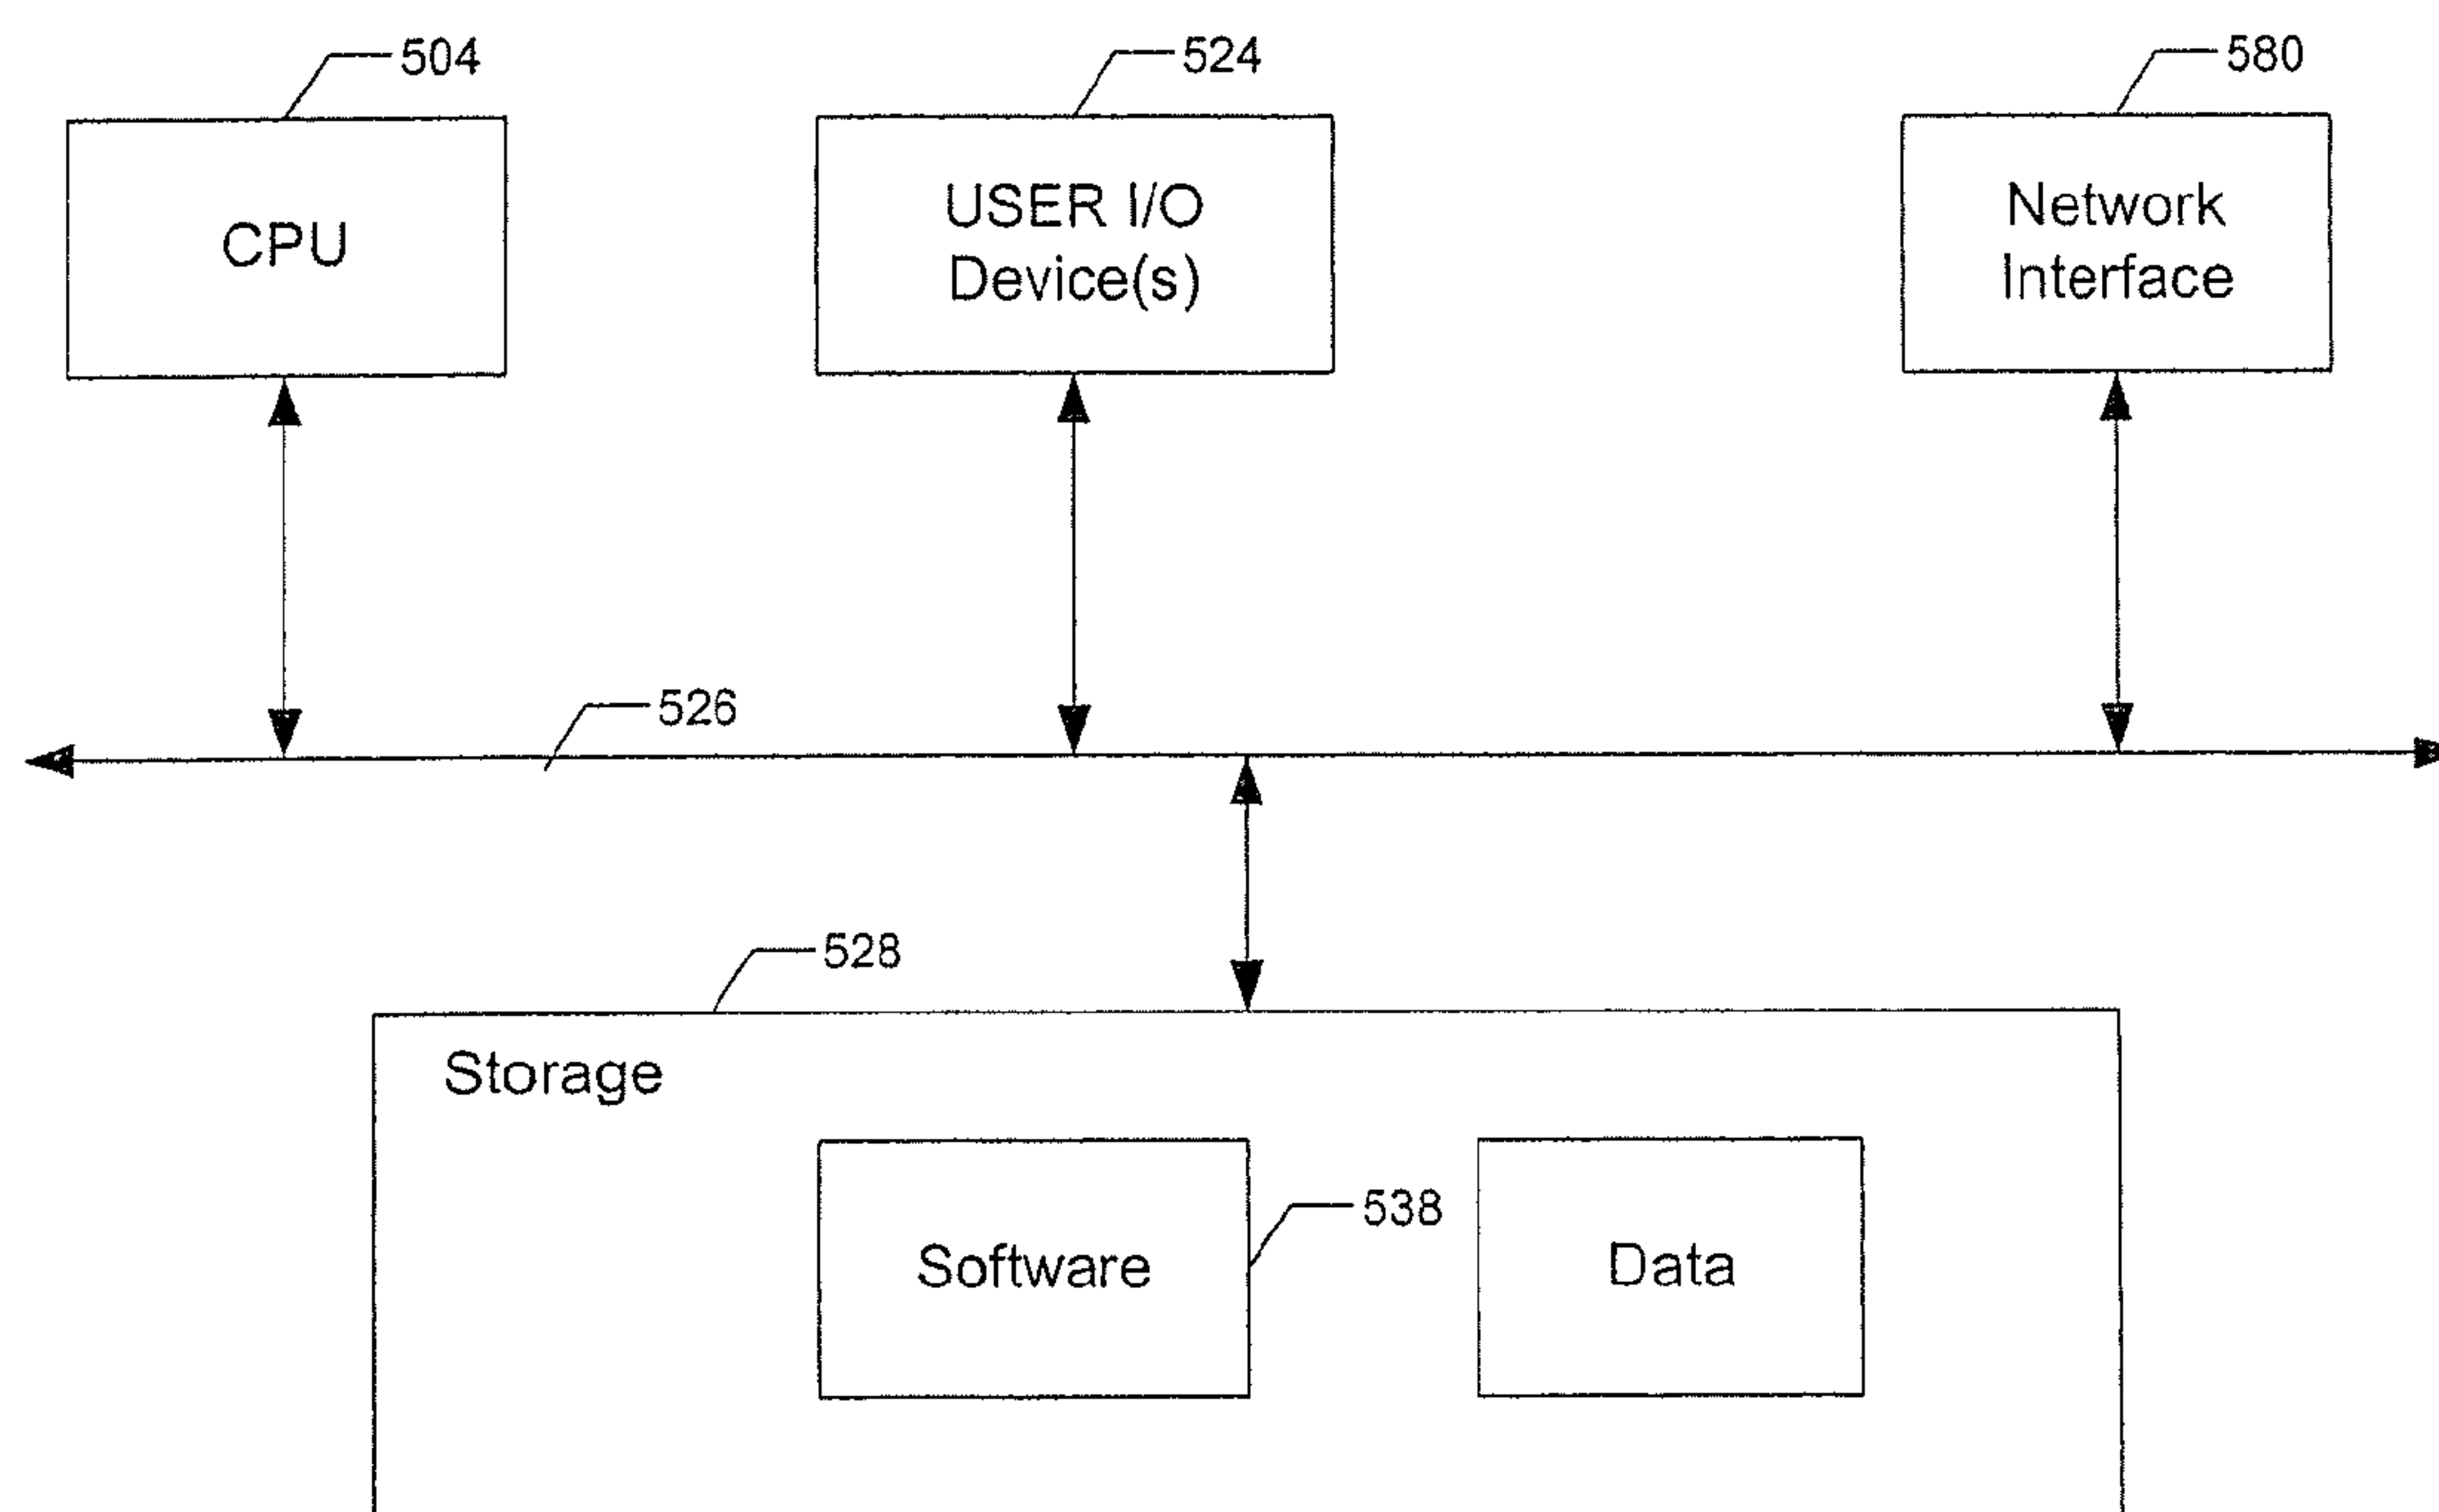 504
524
580
CPU
USER I/O
Device(s)
Network
Interface
526
528
Storage
538
Software
Data